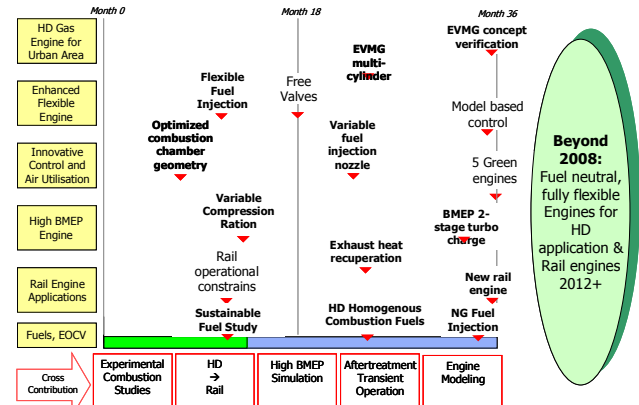 Month 0
Month 18
Month 36
HD Gas
Engine for
Urban Area
EVMG
multi-
cylinder
EVMG concept
verification
Enhanced
Flexible
Engine
Flexible
Fuel
Injection
Free
Valves
Model based
control
Innovative
Control and
Air Utilisation
Optimized
combustion
chamber
geometry
Variable
fuel
injection
nozzle
5 Green
engines
High BMEP
Engine
Variable
Compression
Ration
BMEP 2-
stage turbo
charge
Rail Engine
Applications
Rail
operational
constrains
Exhaust heat
recuperation
New rail
engine
Fuels, EOCV
Sustainable
Fuel Study
HD Homogenous
Combustion Fuels
NG Fuel
Injection
Beyond
2008:
Fuel neutral,
fully flexible
Engines for
HD
application &
Rail engines
2012+
Cross
Contribution
Experimental
Combustion
Studies
HD
→
Rail
High BMEP
Simulation
Aftertreatment
Transient
Operation
Engine
Modeling